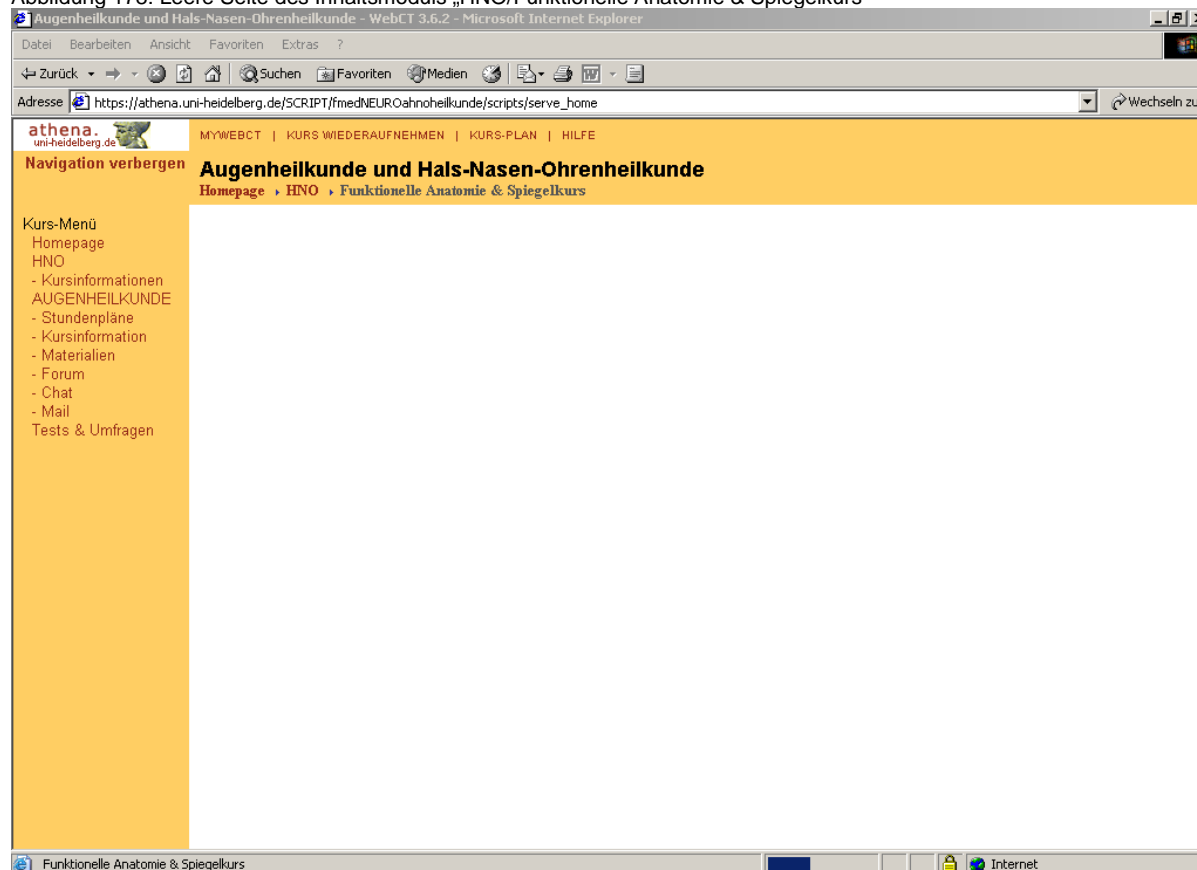 Abbildung 178: Leere Seite des Inhaltsmoduls „HNO/Funktionelle Anatomie & Spiegelkurs“
Augenheilkunde und Hals-Nasen-Ohrenheilkunde - WebCT 3.6.2 - Microsoft Internet Explorer
Datei Bearbeiten Ansicht Favoriten Extras ?
Zurück Suchen Favoriten Medien
Adresse https://athena.uni-heidelberg.de/SCRIPT/fmedNEUROahnoheilkunde/scripts/serve_home Wechseln zu
athena.
uni-heidelberg.de
MYWEBCT | KURS WIEDERAUFNEHMEN | KURS-PLAN | HILFE
Navigation verbergen
Augenheilkunde und Hals-Nasen-Ohrenheilkunde
Homepage HNO Funktionelle Anatomie & Spiegelkurs
Kurs-Menü
Homepage
HNO
- Kursinformationen
AUGENHEILKUNDE
- Stundenpläne
- Kursinformation
- Materialien
- Forum
- Chat
- Mail
Tests & Umfragen
Funktionelle Anatomie & Spiegelkurs Internet